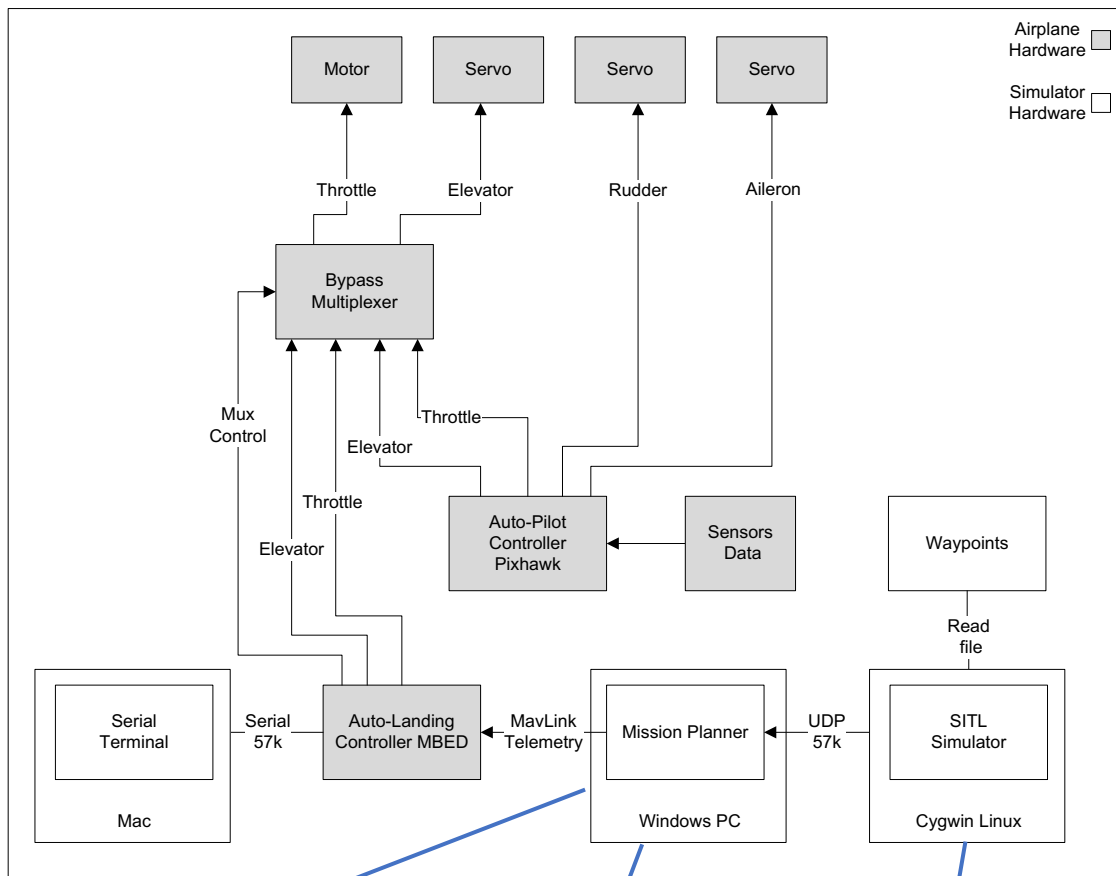 Airplane
Hardware
Simulator
Hardware
Motor
Servo
Servo
Servo
Throttle
Elevator
Rudder
Aileron
Bypass
Multiplexer
Mux
Control
Throttle
Elevator
Throttle
Elevator
Auto-Pilot
Controller
Pixhawk
Sensors
Data
Waypoints
Read
file
Serial
Terminal
Mac
Serial
57k
Auto-Landing
Controller MBED
MavLink
Telemetry
Mission Planner
Windows PC
UDP
57k
SITL
Simulator
Cygwin Linux